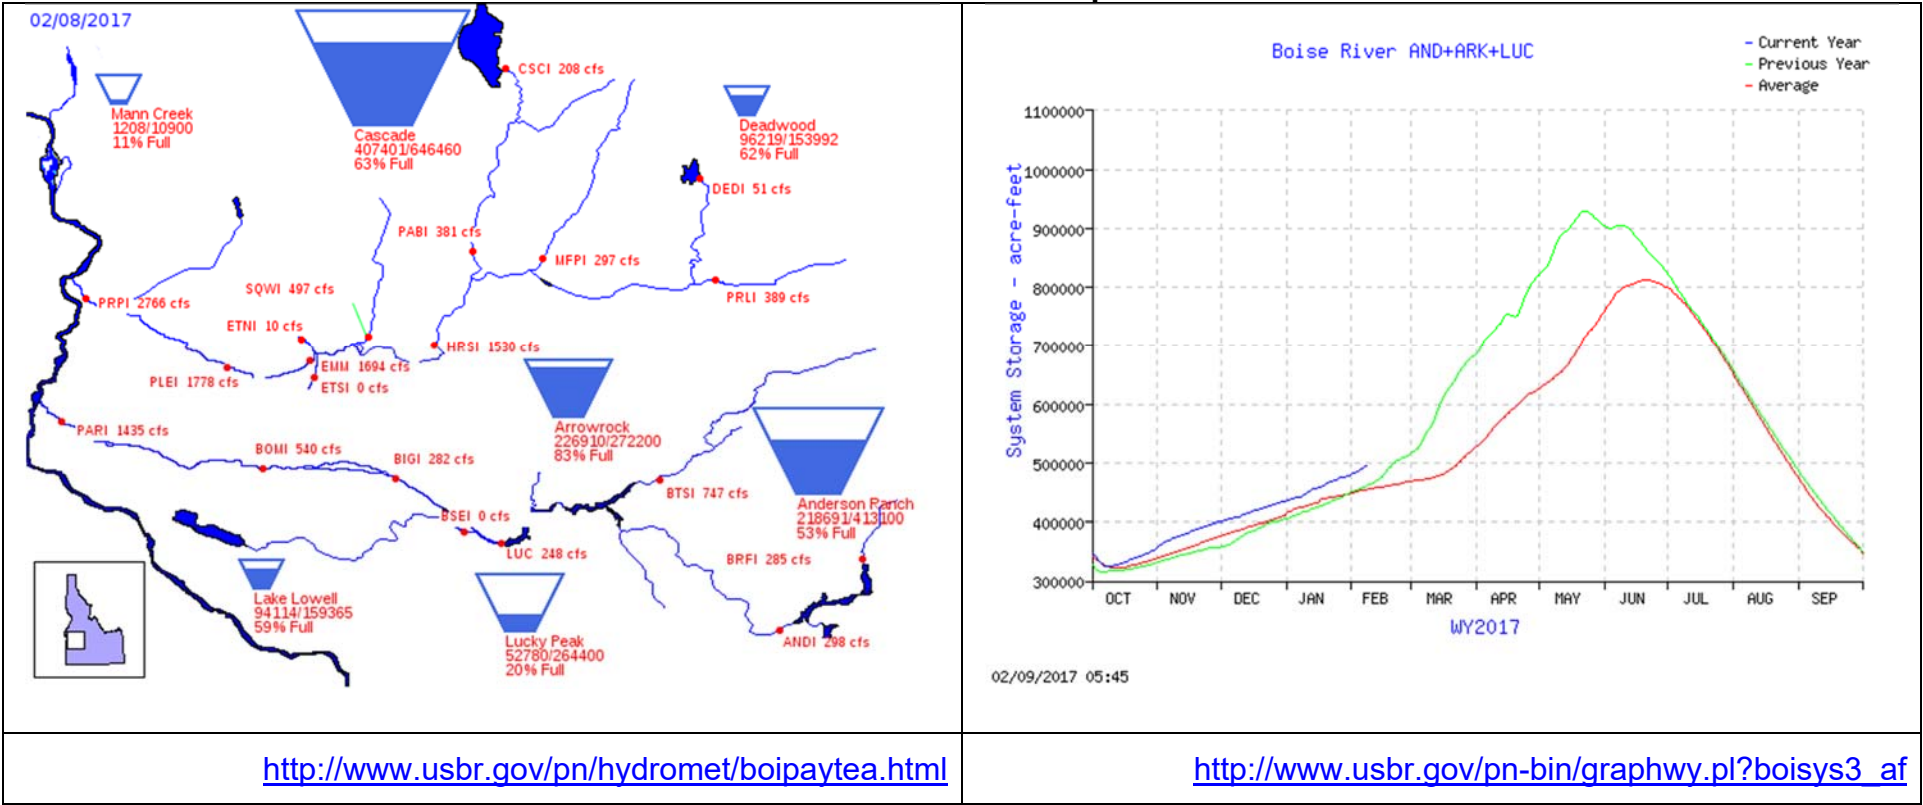 02/08/2017
Mann Creek
1208/10900
11% Full
Cascade
407401/646460
63% Full
CSCI 208 cfs
Deadwood
96219/153992
62% Full
DEDI 51 cfs
PABI 381 cfs
MFPI 297 cfs
PRLI 389 cfs
SQWI 497 cfs
PRPI 2766 cfs
ETNI 10 cfs
HRSI 1530 cfs
EMM 1694 cfs
PLEI 1778 cfs
ETSI 0 cfs
Arrowrock
226910/272200
83% Full
PARI 1435 cfs
BOMI 540 cfs
BIGI 282 cfs
BTSI 747 cfs
Anderson Ranch
218691/413100
53% Full
BSEI 0 cfs
LUC 248 cfs
BRFI 285 cfs
Lake Lowell
94114/159365
59% Full
Lucky Peak
52780/264400
20% Full
ANDI 298 cfs
http://www.usbr.gov/pn/hydromet/boipaytea.html
Boise River AND+ARK+LUC
Current Year
Previous Year
Average
System Storage - acre-feet
1100000
1000000
900000
800000
700000
600000
500000
400000
300000
OCT NOV DEC JAN FEB MAR APR MAY JUN JUL AUG SEP
WY2017
02/09/2017 05:45
http://www.usbr.gov/pn-bin/graphwy.pl?boisys3_af